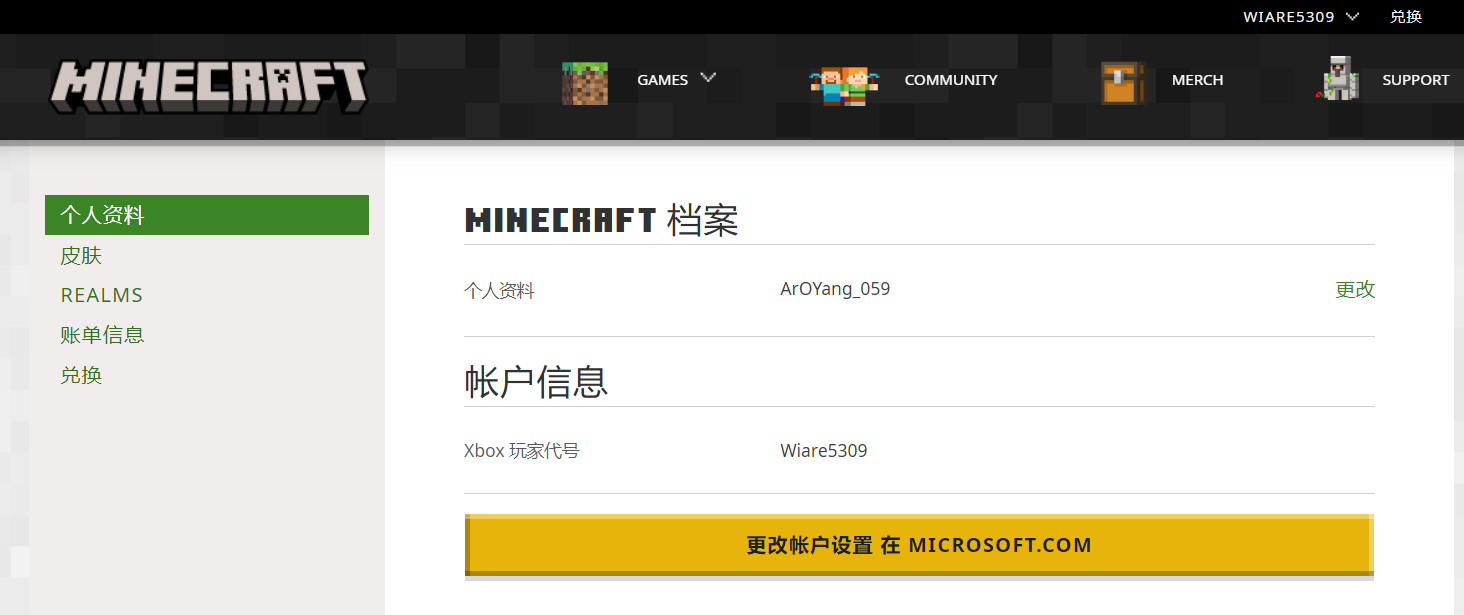 WIARE5309 兑换
MINECRAFT GAMES COMMUNITY MERCH SUPPORT
个人资料
皮肤
REALMS
账单信息
兑换
MINECRAFT 档案
个人资料 ArOYang_059 更改
帐户信息
Xbox 玩家代号 Wiare5309
更改帐户设置 在 MICROSOFT.COM